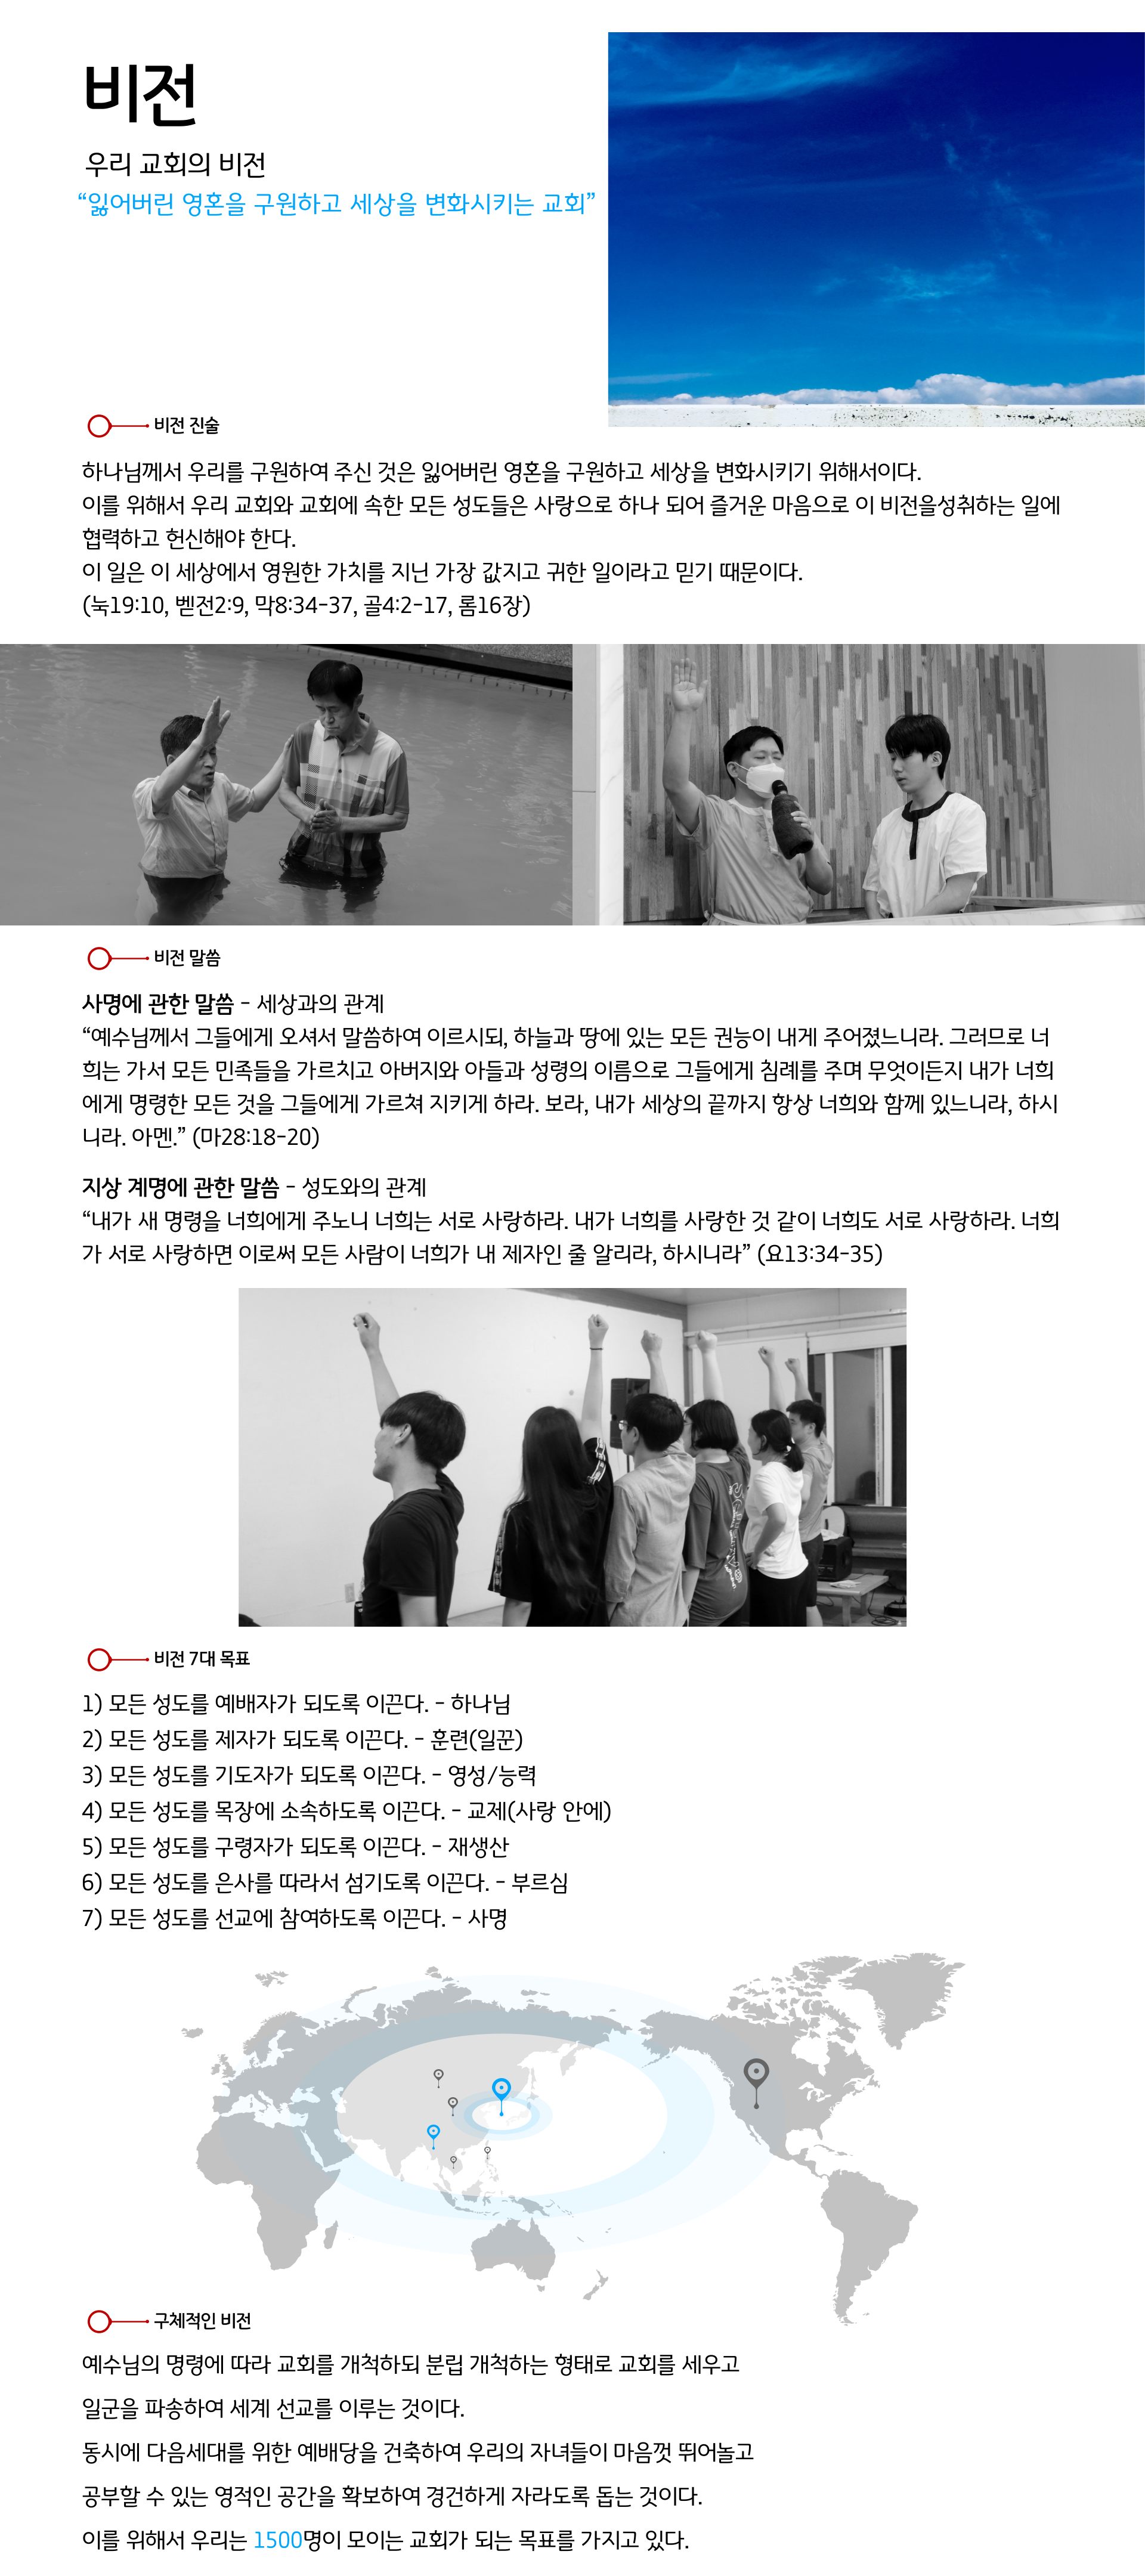 비전
우리 교회의 비전
“잃어버린 영혼을 구원하고 세상을 변화시키는 교회”
비전 진술
하나님께서 우리를 구원하여 주신 것은 잃어버린 영혼을 구원하고 세상을 변화시키기 위해서이다.
이를 위해서 우리 교회와 교회에 속한 모든 성도들은 사랑으로 하나 되어 즐거운 마음으로 이 비전을성취하는 일에
협력하고 헌신해야 한다.
이 일은 이 세상에서 영원한 가치를 지닌 가장 값지고 귀한 일이라고 믿기 때문이다.
(눅19:10, 벧전2:9, 막8:34-37, 골4:2-17, 롬16장)
비전 말씀
사명에 관한 말씀 - 세상과의 관계
“예수님께서 그들에게 오셔서 말씀하여 이르시되, 하늘과 땅에 있는 모든 권능이 내게 주어졌느니라. 그러므로 너
희는 가서 모든 민족들을 가르치고 아버지와 아들과 성령의 이름으로 그들에게 침례를 주며 무엇이든지 내가 너희
에게 명령한 모든 것을 그들에게 가르쳐 지키게 하라. 보라, 내가 세상의 끝까지 항상 너희와 함께 있느니라, 하시
니라. 아멘.” (마28:18-20)
지상 계명에 관한 말씀 - 성도와의 관계
“내가 새 명령을 너희에게 주노니 너희는 서로 사랑하라. 내가 너희를 사랑한 것 같이 너희도 서로 사랑하라. 너희
가 서로 사랑하면 이로써 모든 사람이 너희가 내 제자인 줄 알리라, 하시니라” (요13:34-35)
비전 7대 목표
1) 모든 성도를 예배자가 되도록 이끈다. - 하나님
2) 모든 성도를 제자가 되도록 이끈다. - 훈련(일꾼)
3) 모든 성도를 기도자가 되도록 이끈다. - 영성/능력
4) 모든 성도를 목장에 소속하도록 이끈다. - 교제(사랑 안에)
5) 모든 성도를 구령자가 되도록 이끈다. - 재생산
6) 모든 성도를 은사를 따라서 섬기도록 이끈다. - 부르심
7) 모든 성도를 선교에 참여하도록 이끈다. - 사명
구체적인 비전
예수님의 명령에 따라 교회를 개척하되 분립 개척하는 형태로 교회를 세우고
일군을 파송하여 세계 선교를 이루는 것이다.
동시에 다음세대를 위한 예배당을 건축하여 우리의 자녀들이 마음껏 뛰어놀고
공부할 수 있는 영적인 공간을 확보하여 경건하게 자라도록 돕는 것이다.
이를 위해서 우리는 1500명이 모이는 교회가 되는 목표를 가지고 있다.